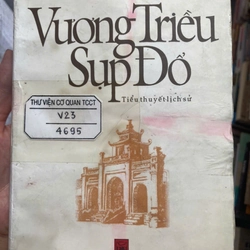 Vương Triều
Sụp Đổ
Tiểu thuyết lịch sử
THƯ VIỆN CƠ QUAN TCCT
V23
4695